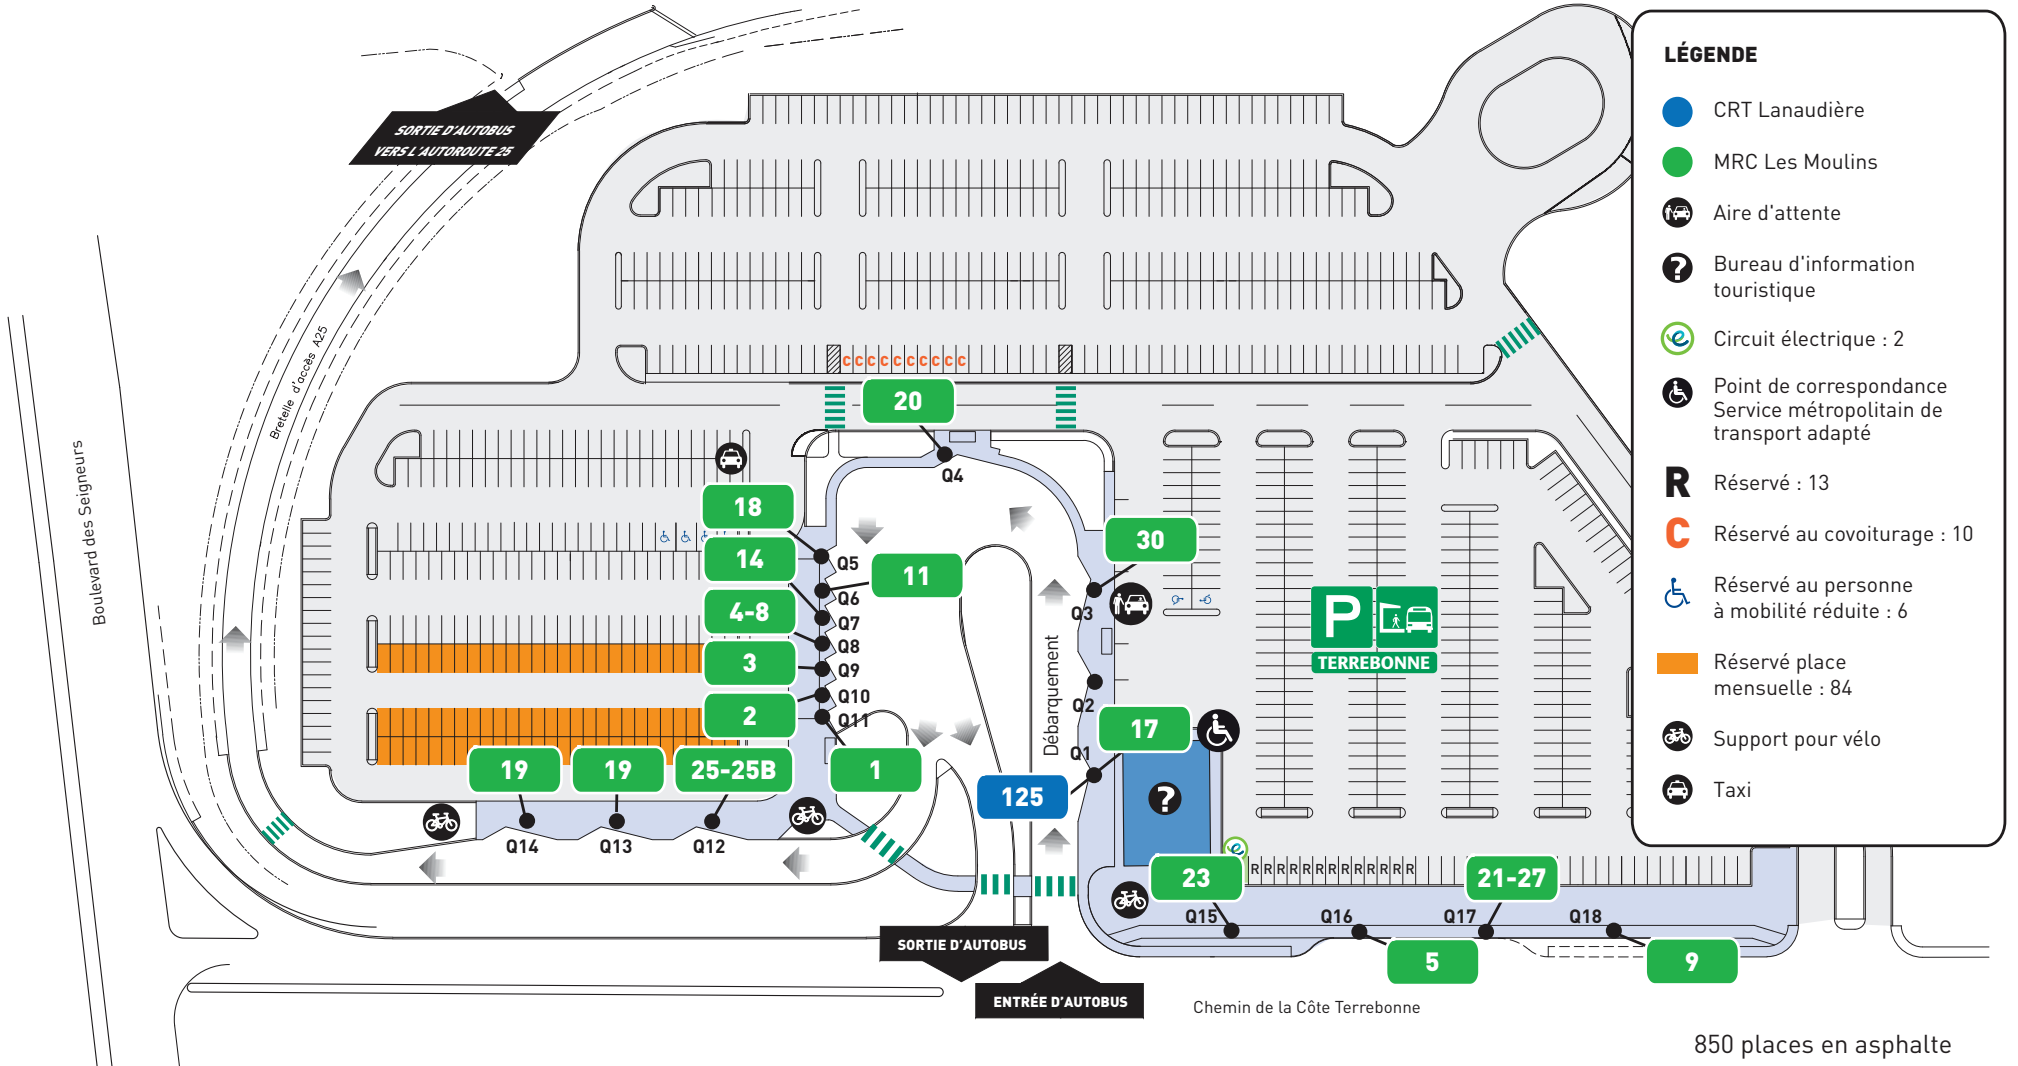 SORTIE D'AUTOBUS
VERS L'AUTOROUTE 25
Bretelle d'accès A25
Boulevard des Seigneurs
C C C C C C C C C C
20
Q4
18
Q5
14
11
Q6
Q7
4-8
Q8
3
Q9
Q10
2
Q11
1
19
19
25-25B
Q14
Q13
Q12
30
Q3
Débarquement
Q2
17
Q1
125
?
P
TERREBONNE
R R R R R R R R R R R R R
23
21-27
Q15
Q16
Q17
Q18
5
9
SORTIE D'AUTOBUS
ENTRÉE D'AUTOBUS
Chemin de la Côte Terrebonne
LÉGENDE
CRT Lanaudière
MRC Les Moulins
Aire d'attente
?
Bureau d'information
touristique
Circuit électrique : 2
Point de correspondance
Service métropolitain de
transport adapté
R
Réservé : 13
C
Réservé au covoiturage : 10
Réservé au personne
à mobilité réduite : 6
Réservé place
mensuelle : 84
Support pour vélo
Taxi
850 places en asphalte